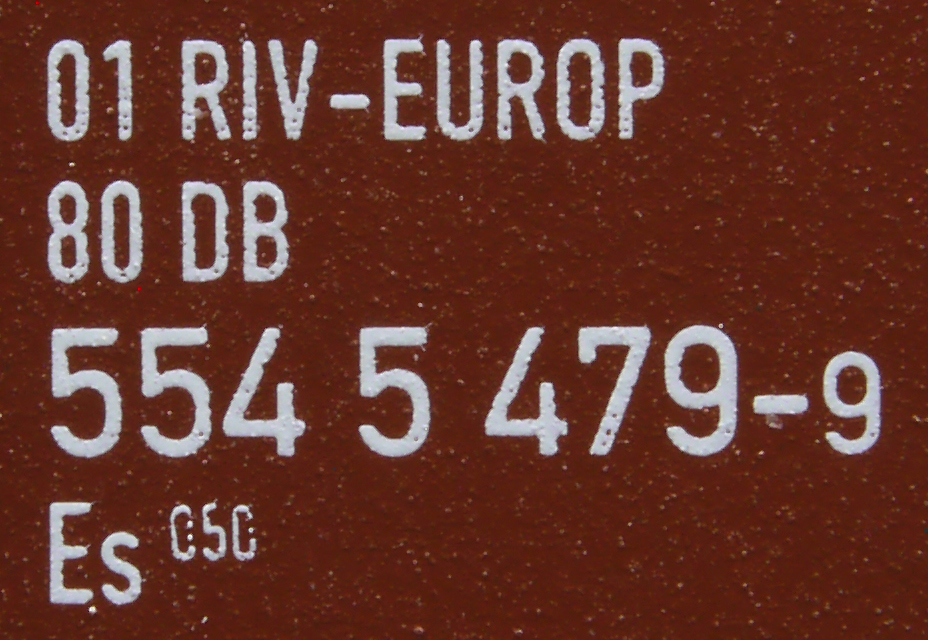 01 RIV-EUROP
80 DB
554 5 479-9
Es 050